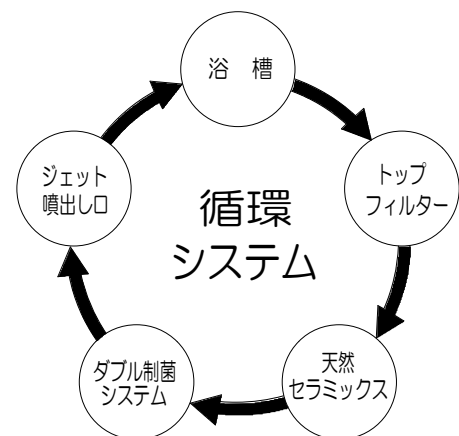 浴 槽
トップ
フィルター
天然
セラミックス
ダブル制菌
システム
ジェット
噴出し口
循環
システム